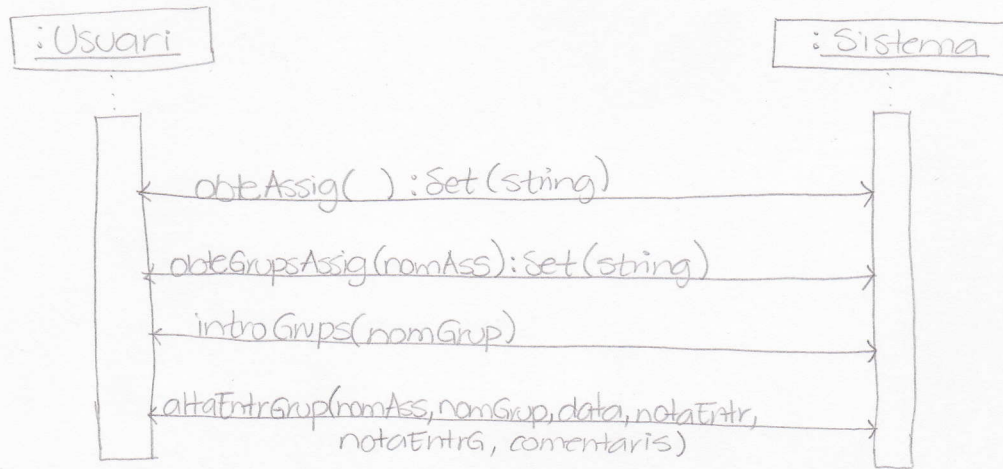 :Usuari
:Sistema
obteAssig( ) : Set(string)
obteGrupsAssig(nomAss): Set(string)
introGrups(nomGrup)
altaEntrGrup(nomAss, nomGrup, data, notaEntr,
notaEntrG, comentaris)